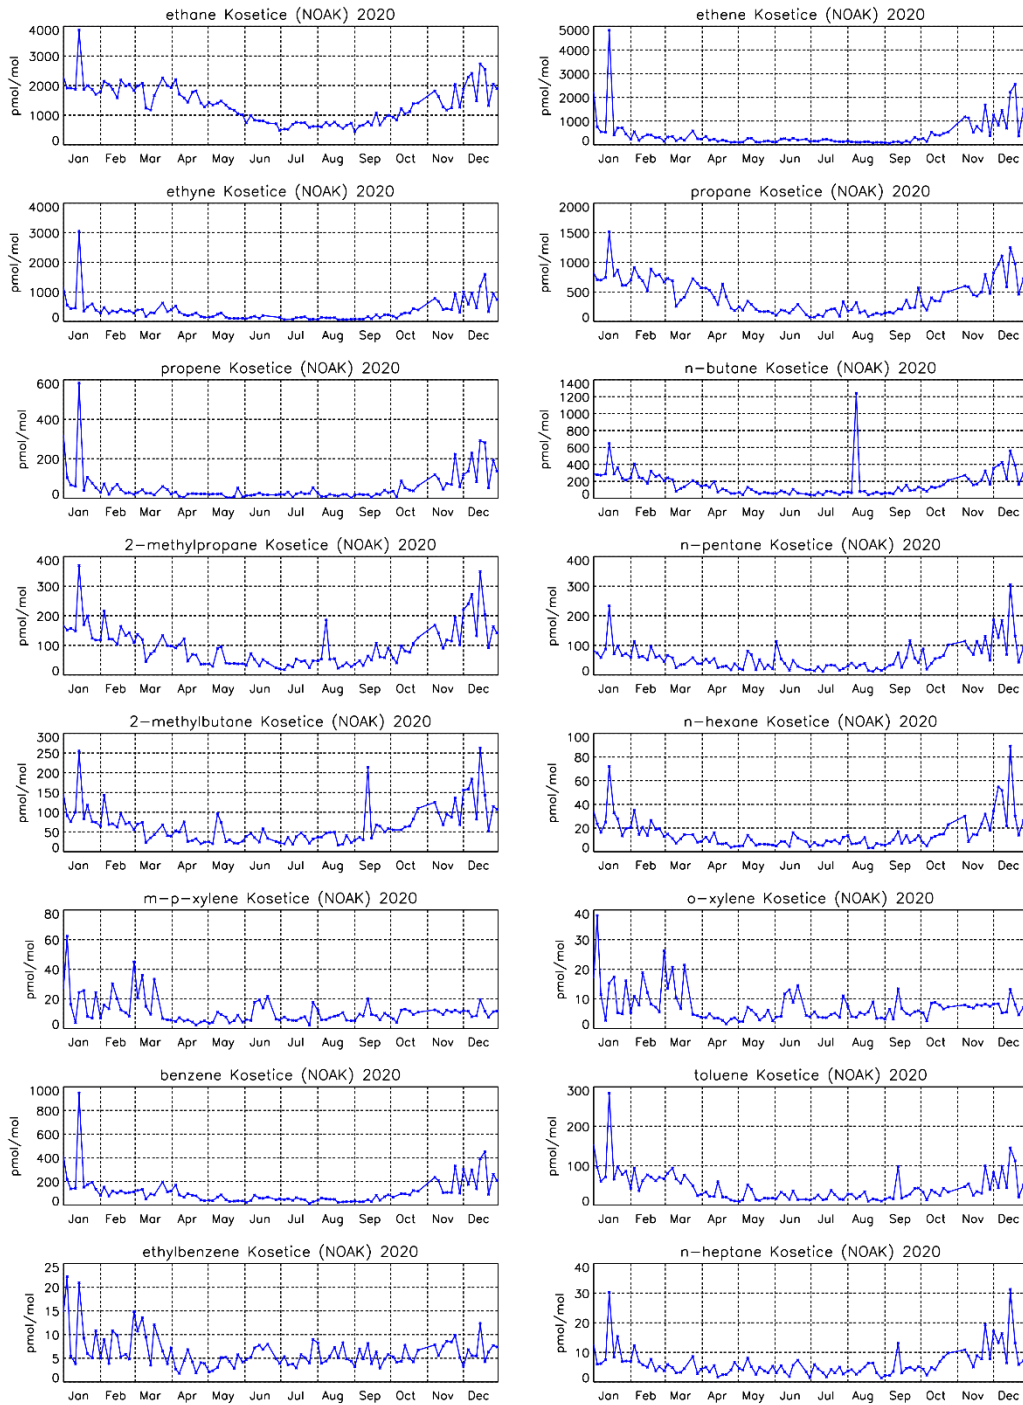 ethane Kosetice (NOAK) 2020
pmol/mol
4000
3000
2000
1000
0
Jan Feb Mar Apr May Jun Jul Aug Sep Oct Nov Dec
ethene Kosetice (NOAK) 2020
pmol/mol
5000
4000
3000
2000
1000
0
Jan Feb Mar Apr May Jun Jul Aug Sep Oct Nov Dec
ethyne Kosetice (NOAK) 2020
pmol/mol
4000
3000
2000
1000
0
Jan Feb Mar Apr May Jun Jul Aug Sep Oct Nov Dec
propane Kosetice (NOAK) 2020
pmol/mol
2000
1500
1000
500
0
Jan Feb Mar Apr May Jun Jul Aug Sep Oct Nov Dec
propene Kosetice (NOAK) 2020
pmol/mol
600
400
200
0
Jan Feb Mar Apr May Jun Jul Aug Sep Oct Nov Dec
n-butane Kosetice (NOAK) 2020
pmol/mol
1400
1200
1000
800
600
400
200
0
Jan Feb Mar Apr May Jun Jul Aug Sep Oct Nov Dec
2-methylpropane Kosetice (NOAK) 2020
pmol/mol
400
300
200
100
0
Jan Feb Mar Apr May Jun Jul Aug Sep Oct Nov Dec
n-pentane Kosetice (NOAK) 2020
pmol/mol
400
300
200
100
0
Jan Feb Mar Apr May Jun Jul Aug Sep Oct Nov Dec
2-methylbutane Kosetice (NOAK) 2020
pmol/mol
300
250
200
150
100
50
0
Jan Feb Mar Apr May Jun Jul Aug Sep Oct Nov Dec
n-hexane Kosetice (NOAK) 2020
pmol/mol
100
80
60
40
20
0
Jan Feb Mar Apr May Jun Jul Aug Sep Oct Nov Dec
m-p-xylene Kosetice (NOAK) 2020
pmol/mol
80
60
40
20
0
Jan Feb Mar Apr May Jun Jul Aug Sep Oct Nov Dec
o-xylene Kosetice (NOAK) 2020
pmol/mol
40
30
20
10
0
Jan Feb Mar Apr May Jun Jul Aug Sep Oct Nov Dec
benzene Kosetice (NOAK) 2020
pmol/mol
1000
800
600
400
200
0
Jan Feb Mar Apr May Jun Jul Aug Sep Oct Nov Dec
toluene Kosetice (NOAK) 2020
pmol/mol
300
200
100
0
Jan Feb Mar Apr May Jun Jul Aug Sep Oct Nov Dec
ethylbenzene Kosetice (NOAK) 2020
pmol/mol
25
20
15
10
5
0
Jan Feb Mar Apr May Jun Jul Aug Sep Oct Nov Dec
n-heptane Kosetice (NOAK) 2020
pmol/mol
40
30
20
10
0
Jan Feb Mar Apr May Jun Jul Aug Sep Oct Nov Dec